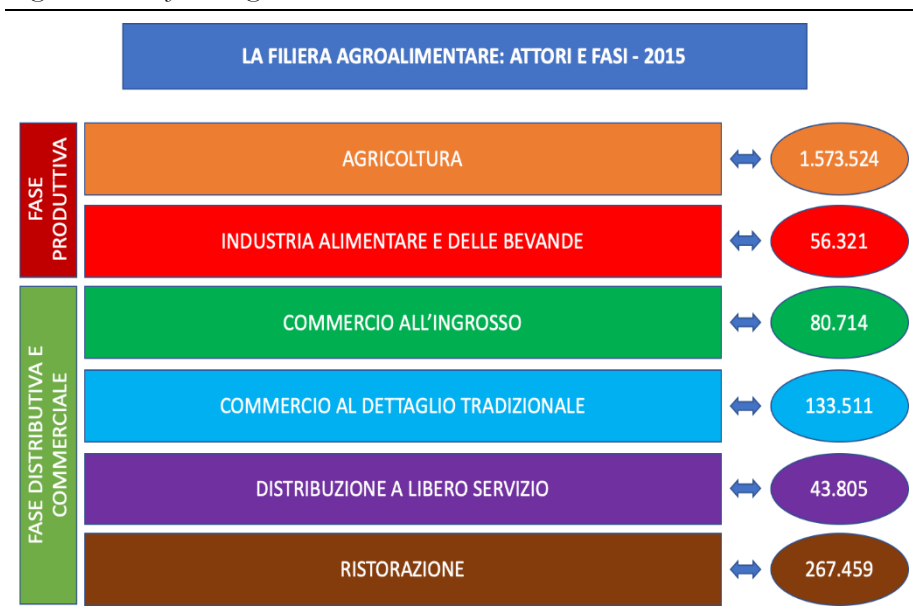 LA FILIERA AGROALIMENTARE: ATTORI E FASI - 2015
FASE
PRODUTTIVA
AGRICOLTURA
1.573.524
INDUSTRIA ALIMENTARE E DELLE BEVANDE
56.321
FASE DISTRIBUTIVA E
COMMERCIALE
COMMERCIO ALL'INGROSSO
80.714
COMMERCIO AL DETTAGLIO TRADIZIONALE
133.511
DISTRIBUZIONE A LIBERO SERVIZIO
43.805
RISTORAZIONE
267.459